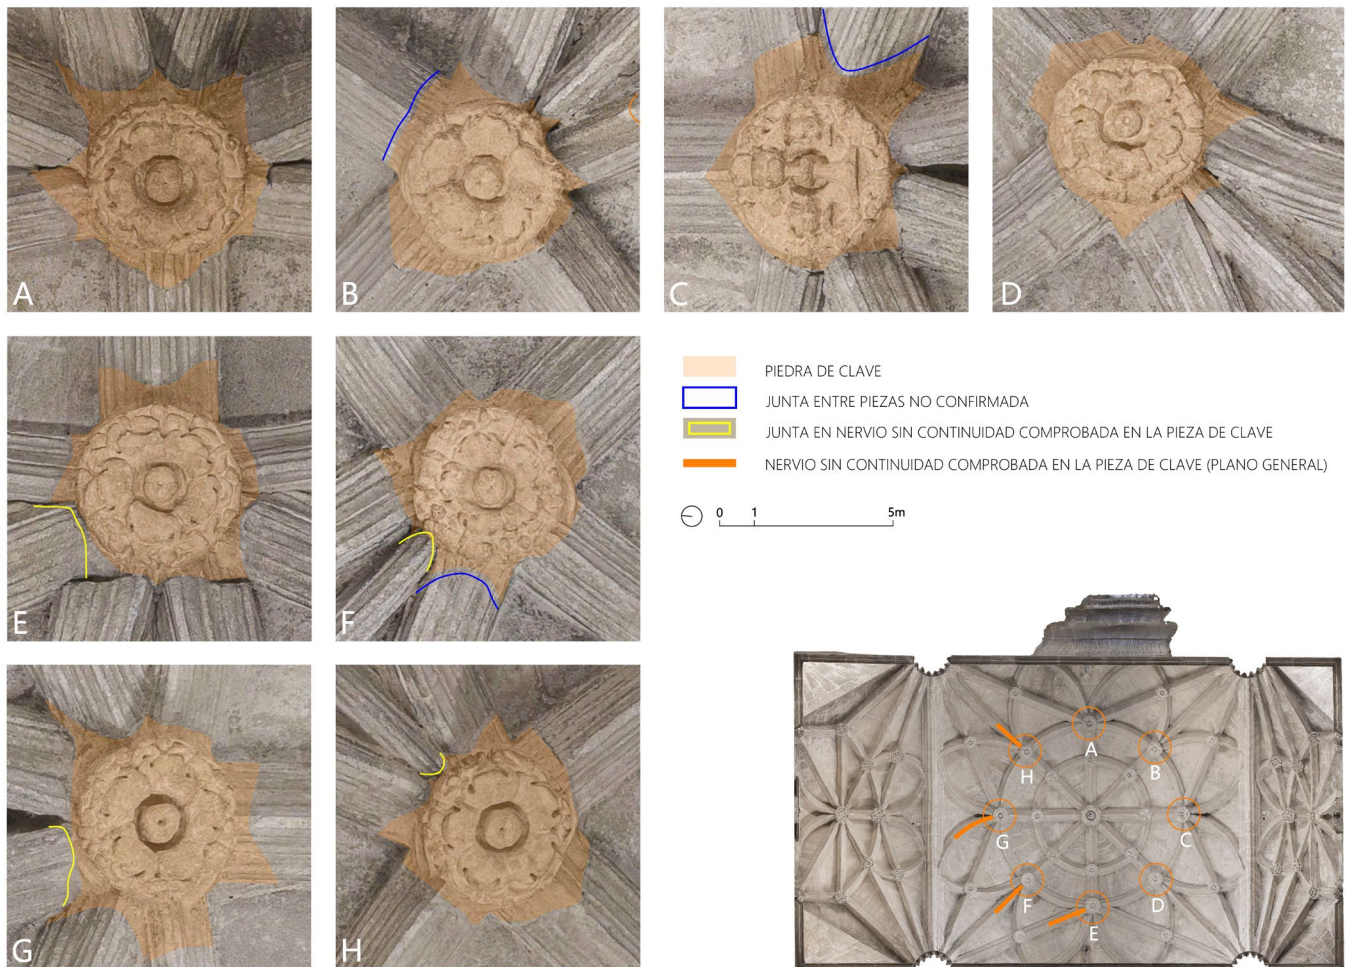 A
B
C
D
E
F
G
H
PIEDRA DE CLAVE
JUNTA ENTRE PIEZAS NO CONFIRMADA
JUNTA EN NERVIO SIN CONTINUIDAD COMPROBADA EN LA PIEZA DE CLAVE
NERVIO SIN CONTINUIDAD COMPROBADA EN LA PIEZA DE CLAVE (PLANO GENERAL)
0 1 5m
A
H B
G C
F D
E